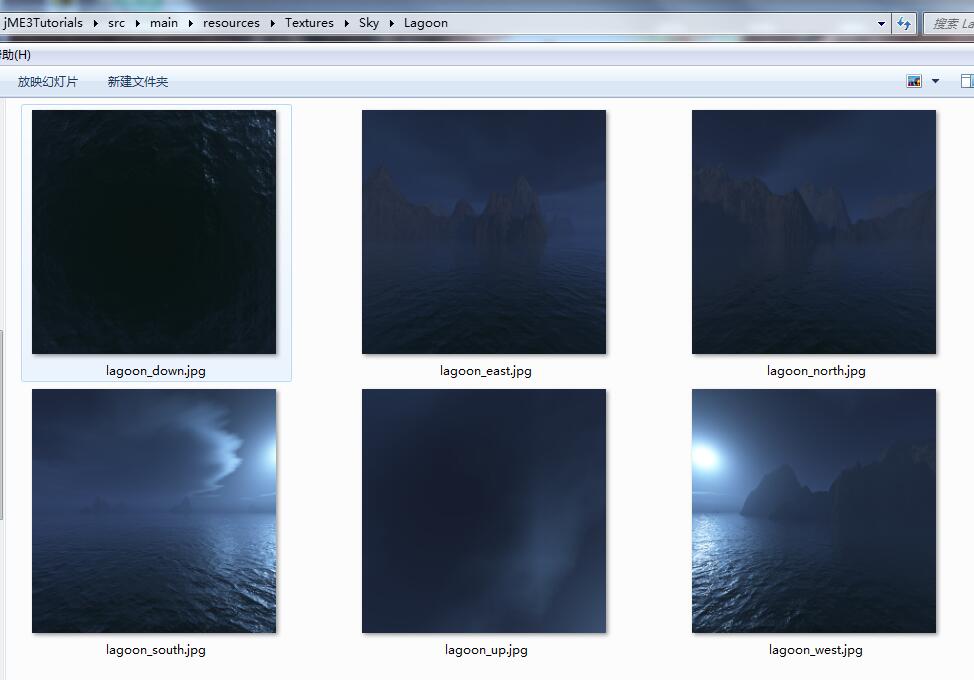 jME3Tutorials ▸ src ▸ main ▸ resources ▸ Textures ▸ Sky ▸ Lagoon
搜索 La
助(H)
放映幻灯片 新建文件夹
lagoon_down.jpg lagoon_east.jpg lagoon_north.jpg
lagoon_south.jpg lagoon_up.jpg lagoon_west.jpg